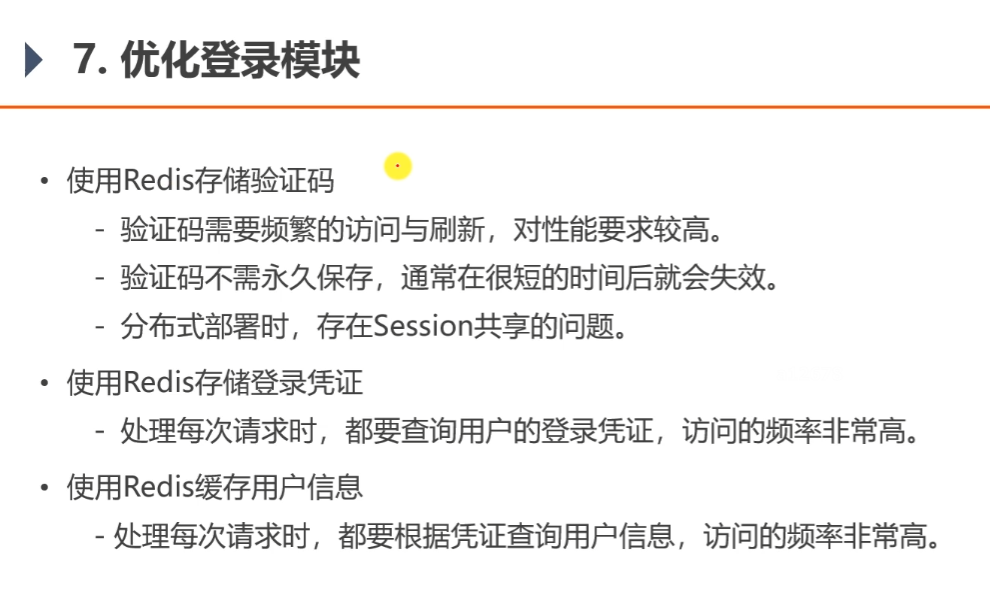 7. 优化登录模块
• 使用Redis存储验证码
- 验证码需要频繁的访问与刷新，对性能要求较高。
- 验证码不需永久保存，通常在很短的时间后就会失效。
- 分布式部署时，存在Session共享的问题。
• 使用Redis存储登录凭证
- 处理每次请求时，都要查询用户的登录凭证，访问的频率非常高。
• 使用Redis缓存用户信息
- 处理每次请求时，都要根据凭证查询用户信息，访问的频率非常高。